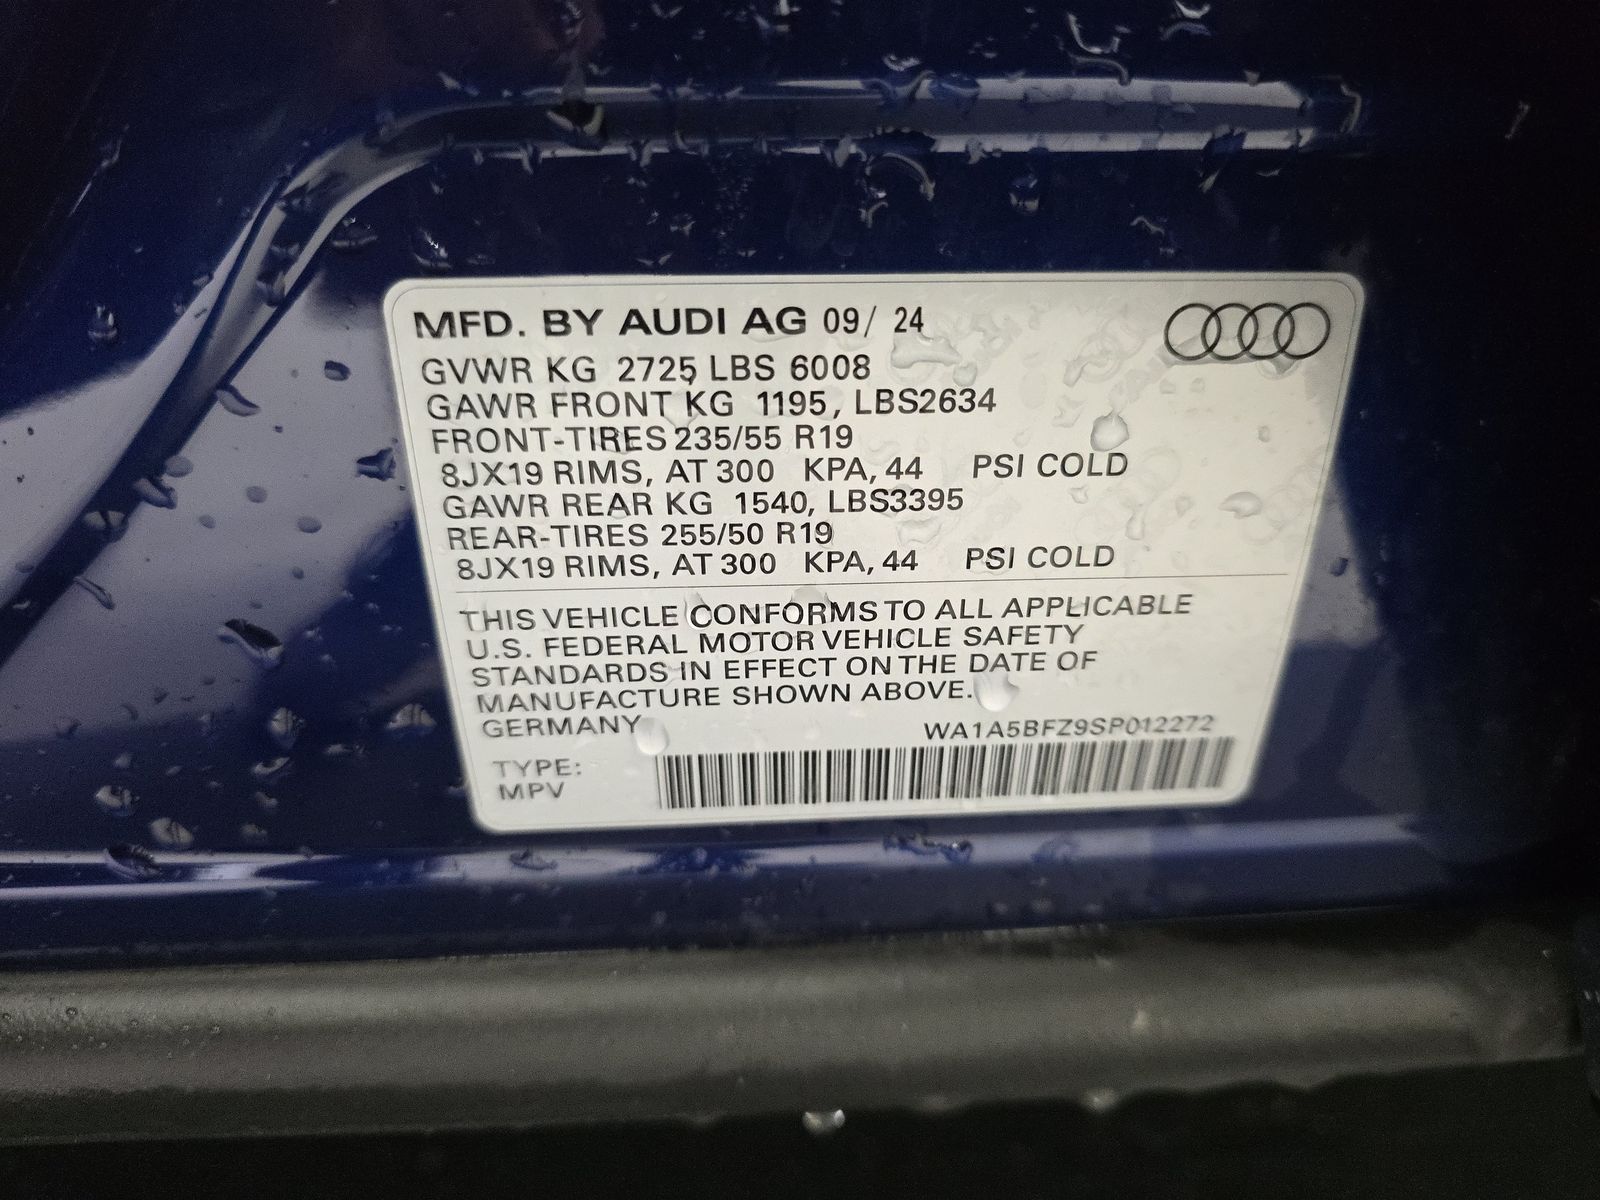 MFD. BY AUDI AG 09/ 24
GVWR KG 2725 LBS 6008
GAWR FRONT KG 1195, LBS2634
FRONT-TIRES 235/55 R19
8JX19 RIMS, AT 300 KPA, 44 PSI COLD
GAWR REAR KG 1540, LBS3395
REAR-TIRES 255/50 R19
8JX19 RIMS, AT 300 KPA, 44 PSI COLD
THIS VEHICLE CONFORMS TO ALL APPLICABLE
U.S. FEDERAL MOTOR VEHICLE SAFETY
STANDARDS IN EFFECT ON THE DATE OF
MANUFACTURE SHOWN ABOVE.
GERMANY WA1A5BFZ9SP012272
TYPE:
MPV